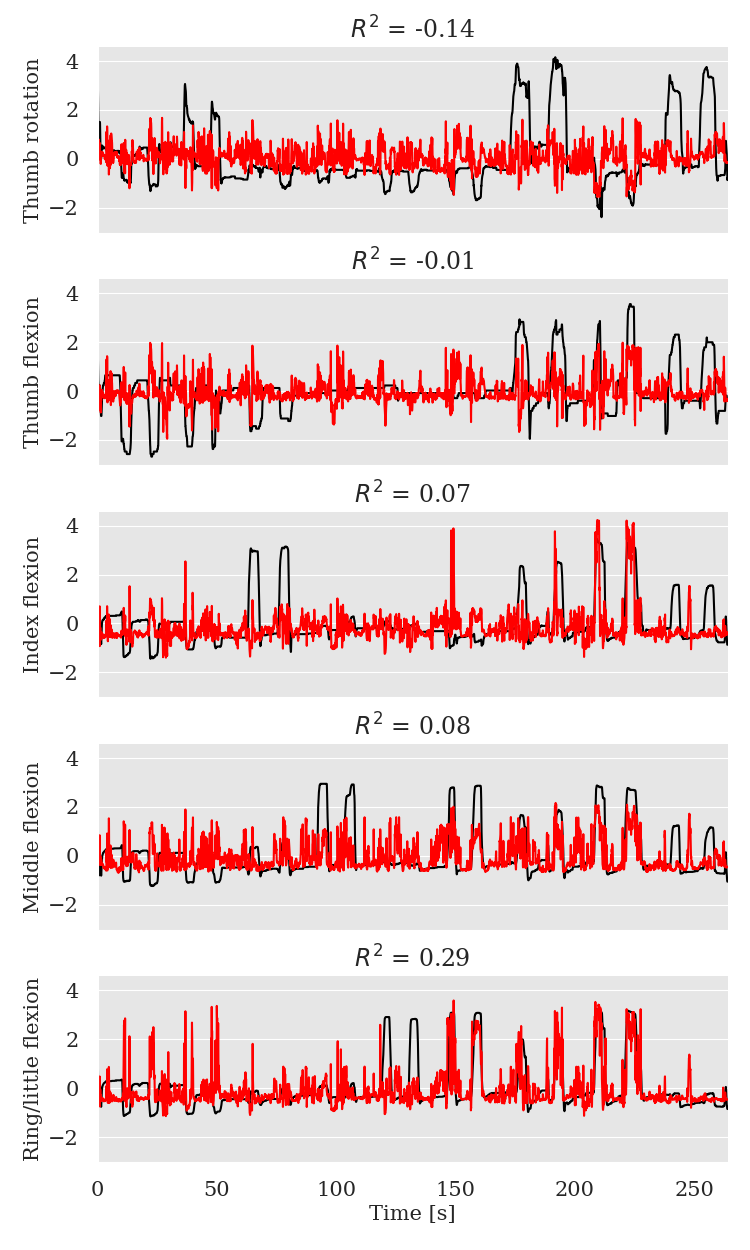 R² = -0.14
Thumb rotation
4
2
0
−2
R² = -0.01
Thumb flexion
4
2
0
−2
R² = 0.07
Index flexion
4
2
0
−2
R² = 0.08
Middle flexion
4
2
0
−2
R² = 0.29
Ring/little flexion
4
2
0
−2
0 50 100 150 200 250
Time [s]